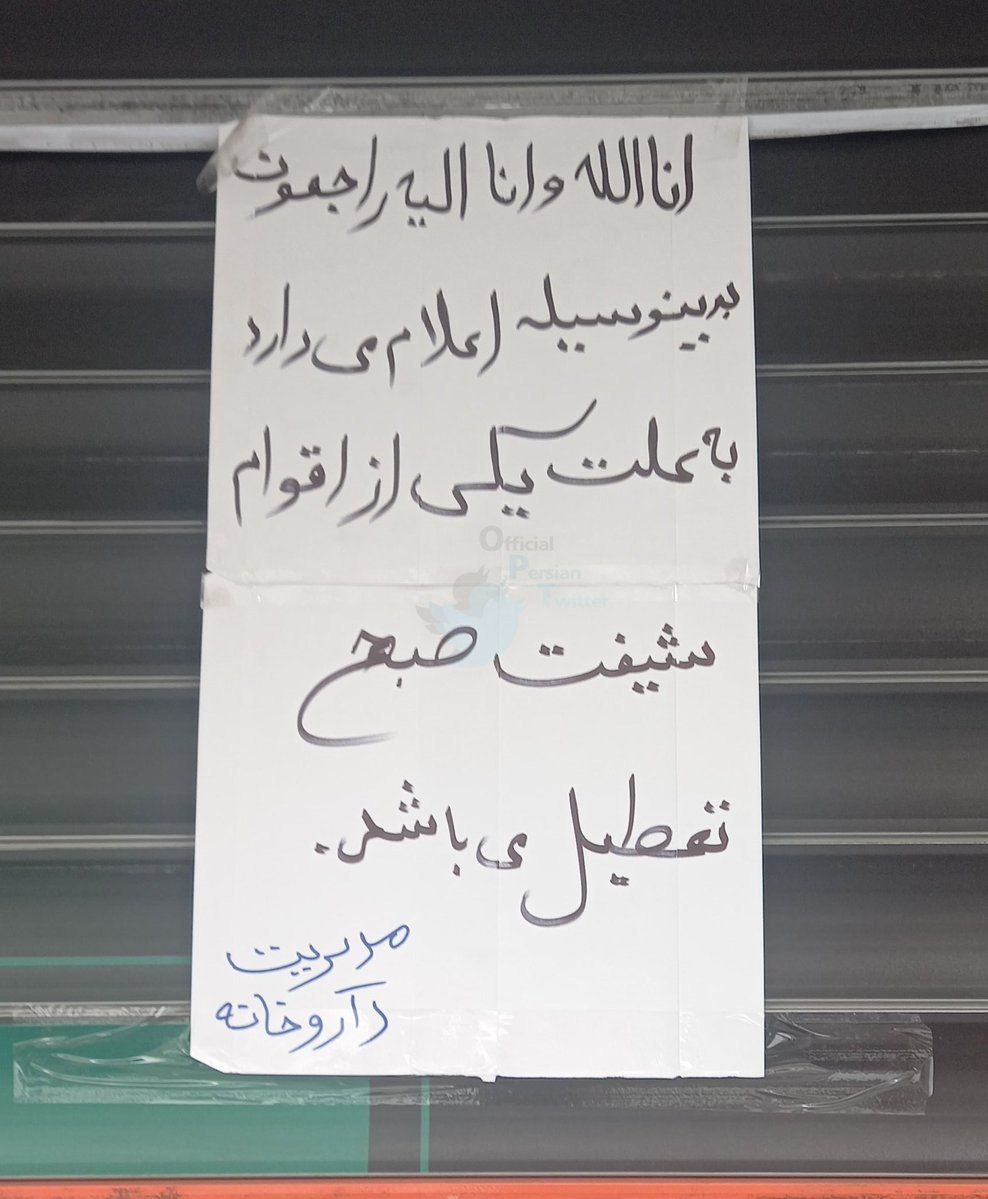 انا الله وانا الیه راجعون
بدینوسیله اعلام می دارد
به علت یکی از اقوام
Official
Persian
Twitter
شیفت صبح
تعطیل می باشد.
مدیریت
داروخانه